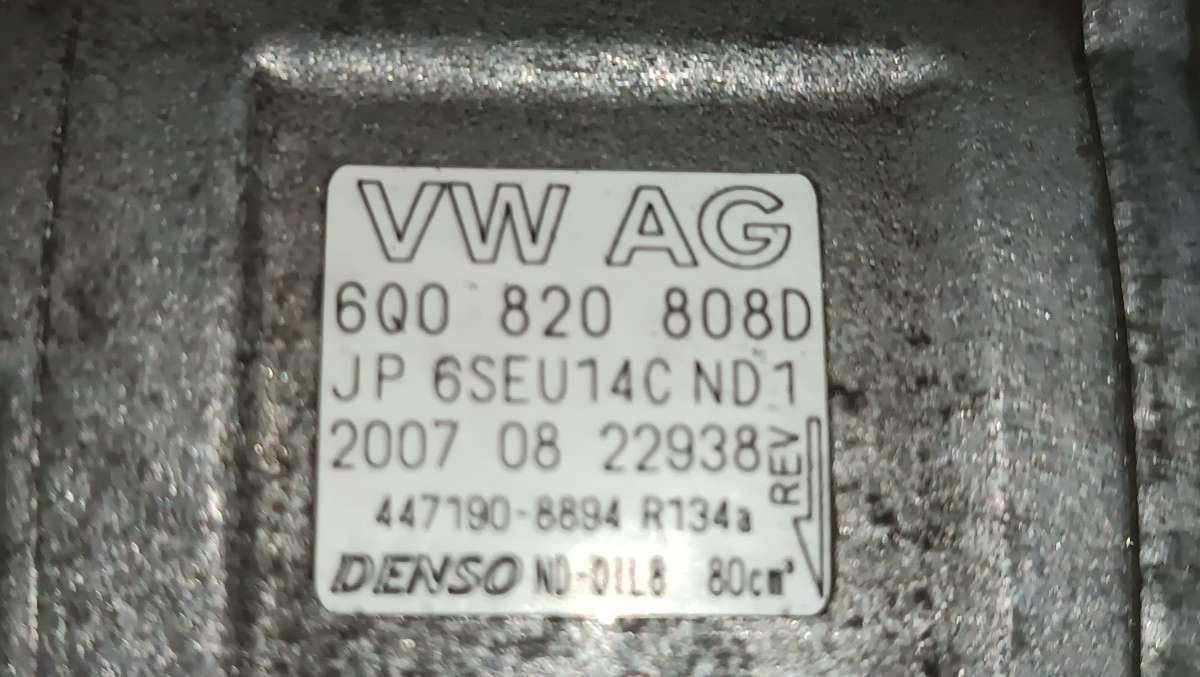 VW AG
6Q0 820 808D
JP 6SEU14C ND1
2007 08 22938
REV
447190-8894 R134a
DENSO ND-OIL8 80cm³